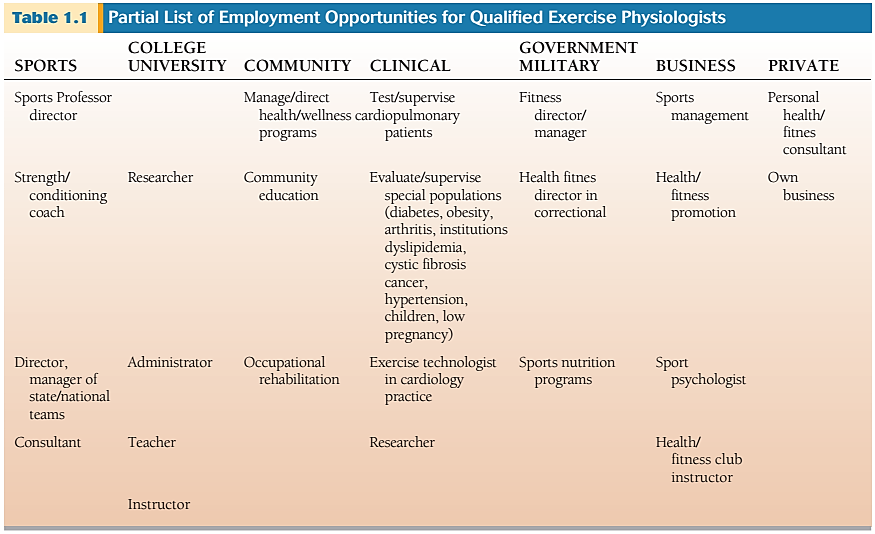 Table 1.1 Partial List of Employment Opportunities for Qualified Exercise Physiologists
COLLEGE GOVERNMENT
SPORTS UNIVERSITY COMMUNITY CLINICAL MILITARY BUSINESS PRIVATE
Sports Professor Manage/direct Test/supervise Fitness Sports Personal
director health/wellness cardiopulmonary director/ management health/
programs patients manager fitnes
consultant
Strength/ Researcher Community Evaluate/supervise Health fitnes Health/ Own
conditioning education special populations director in fitness business
coach (diabetes, obesity, correctional promotion
arthritis, institutions
dyslipidemia,
cystic fibrosis
cancer,
hypertension,
children, low
pregnancy)
Director, Administrator Occupational Exercise technologist Sports nutrition Sport
manager of rehabilitation in cardiology programs psychologist
state/national practice
teams
Consultant Teacher Researcher Health/
fitness club
instructor
Instructor